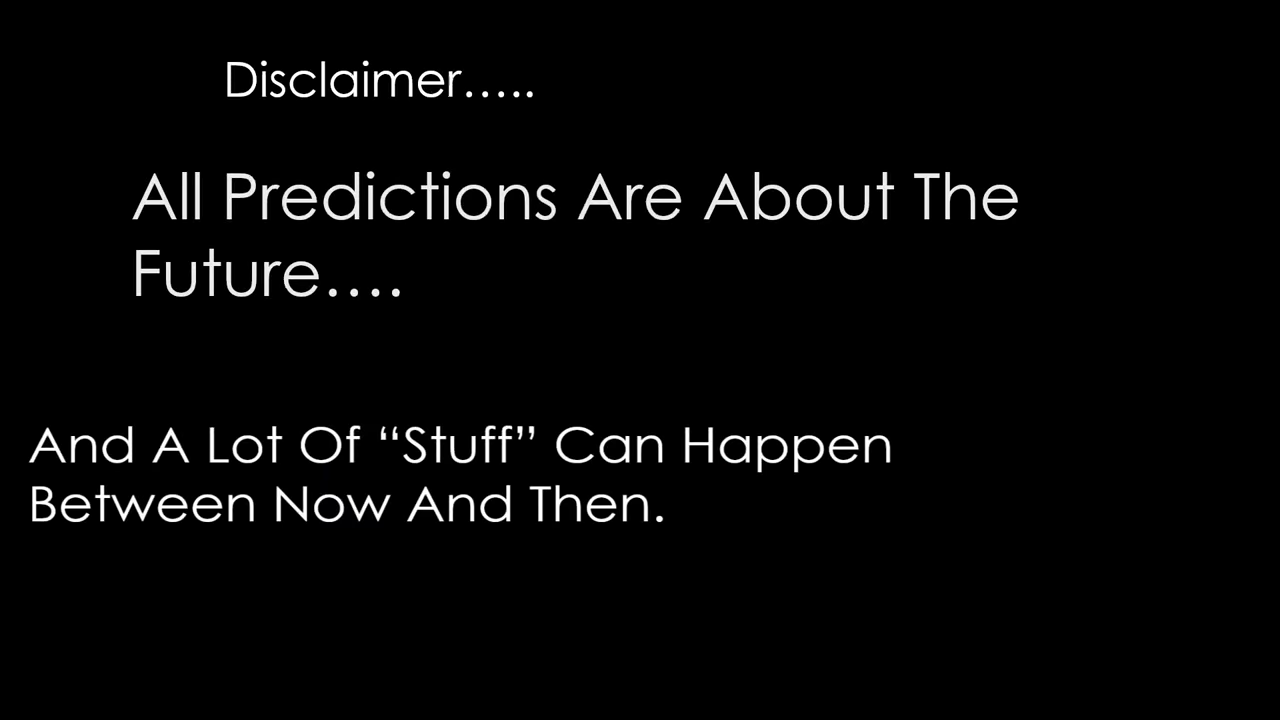 Disclaimer…..
All Predictions Are About The
Future….
And A Lot Of “Stuff” Can Happen
Between Now And Then.